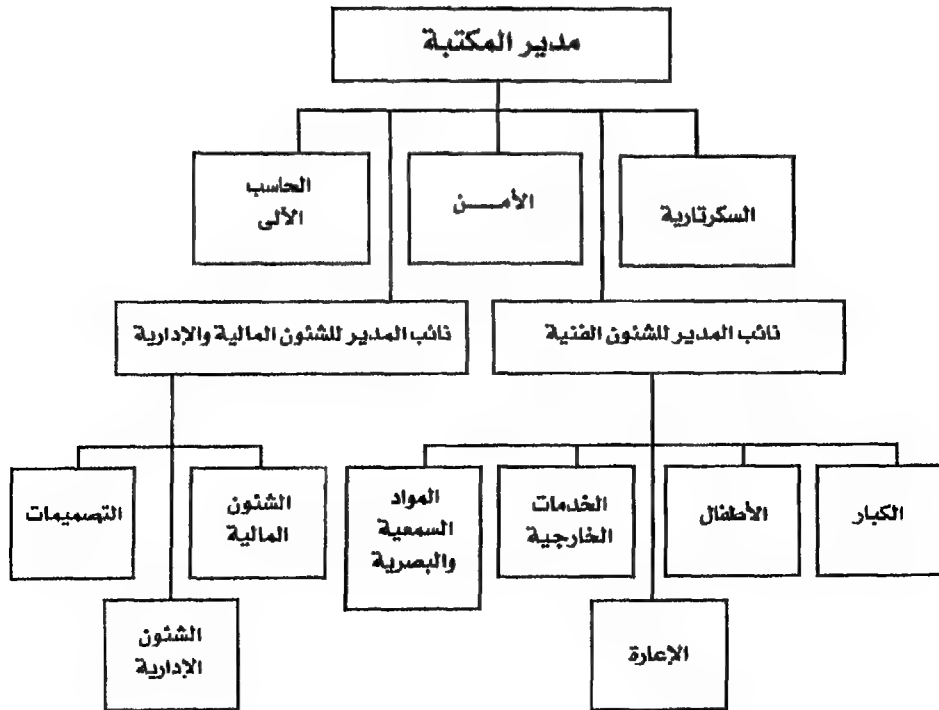 مدير المكتبة
السكرتارية
الأمـــــن
الحاسب
الآلى
نائب المدير للشئون الفنية
نائب المدير للشئون المالية والإدارية
الكبار
الأطفال
الخدمات
الخارجية
المواد
السمعية
والبصرية
الإعارة
الشئون
المالية
التصميمات
الشئون
الإدارية